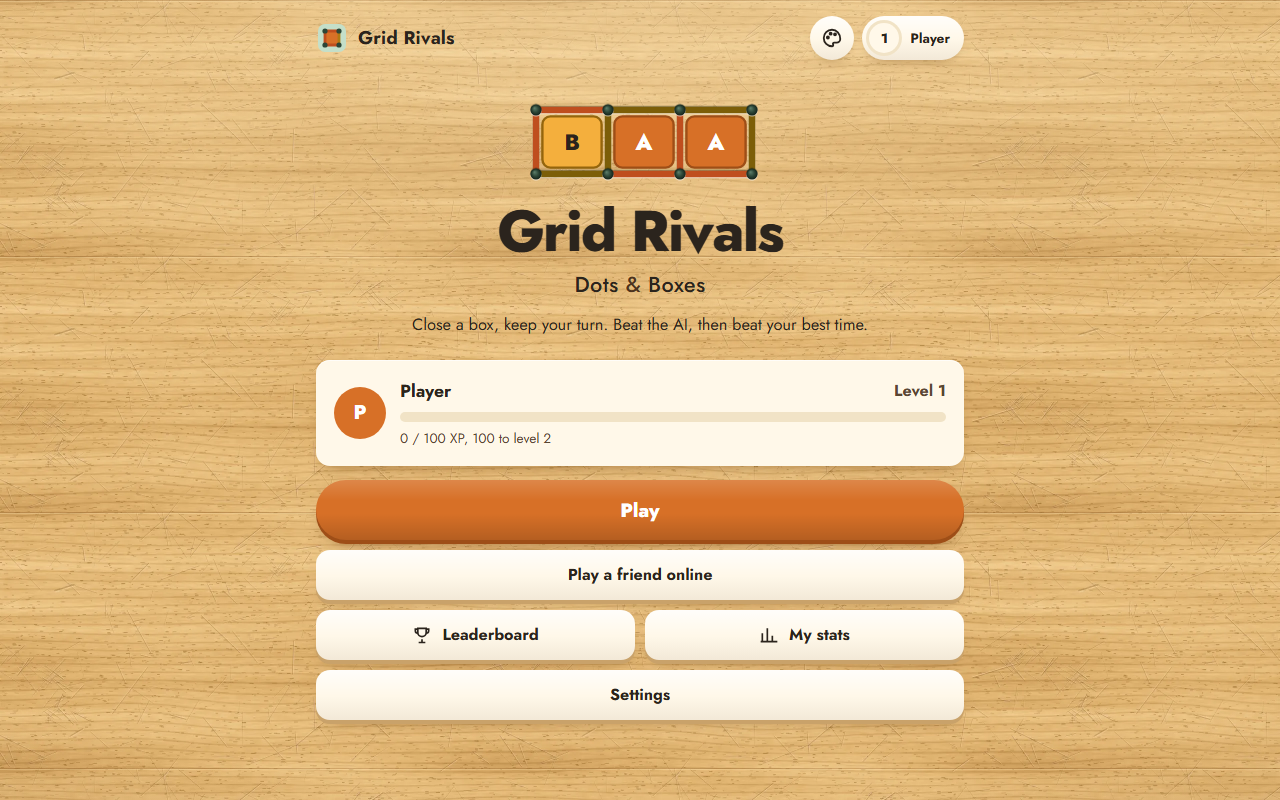 Grid Rivals
1 Player
B A A
Grid Rivals
Dots & Boxes
Close a box, keep your turn. Beat the AI, then beat your best time.
P
Player
Level 1
0 / 100 XP, 100 to level 2
Play
Play a friend online
Leaderboard
My stats
Settings